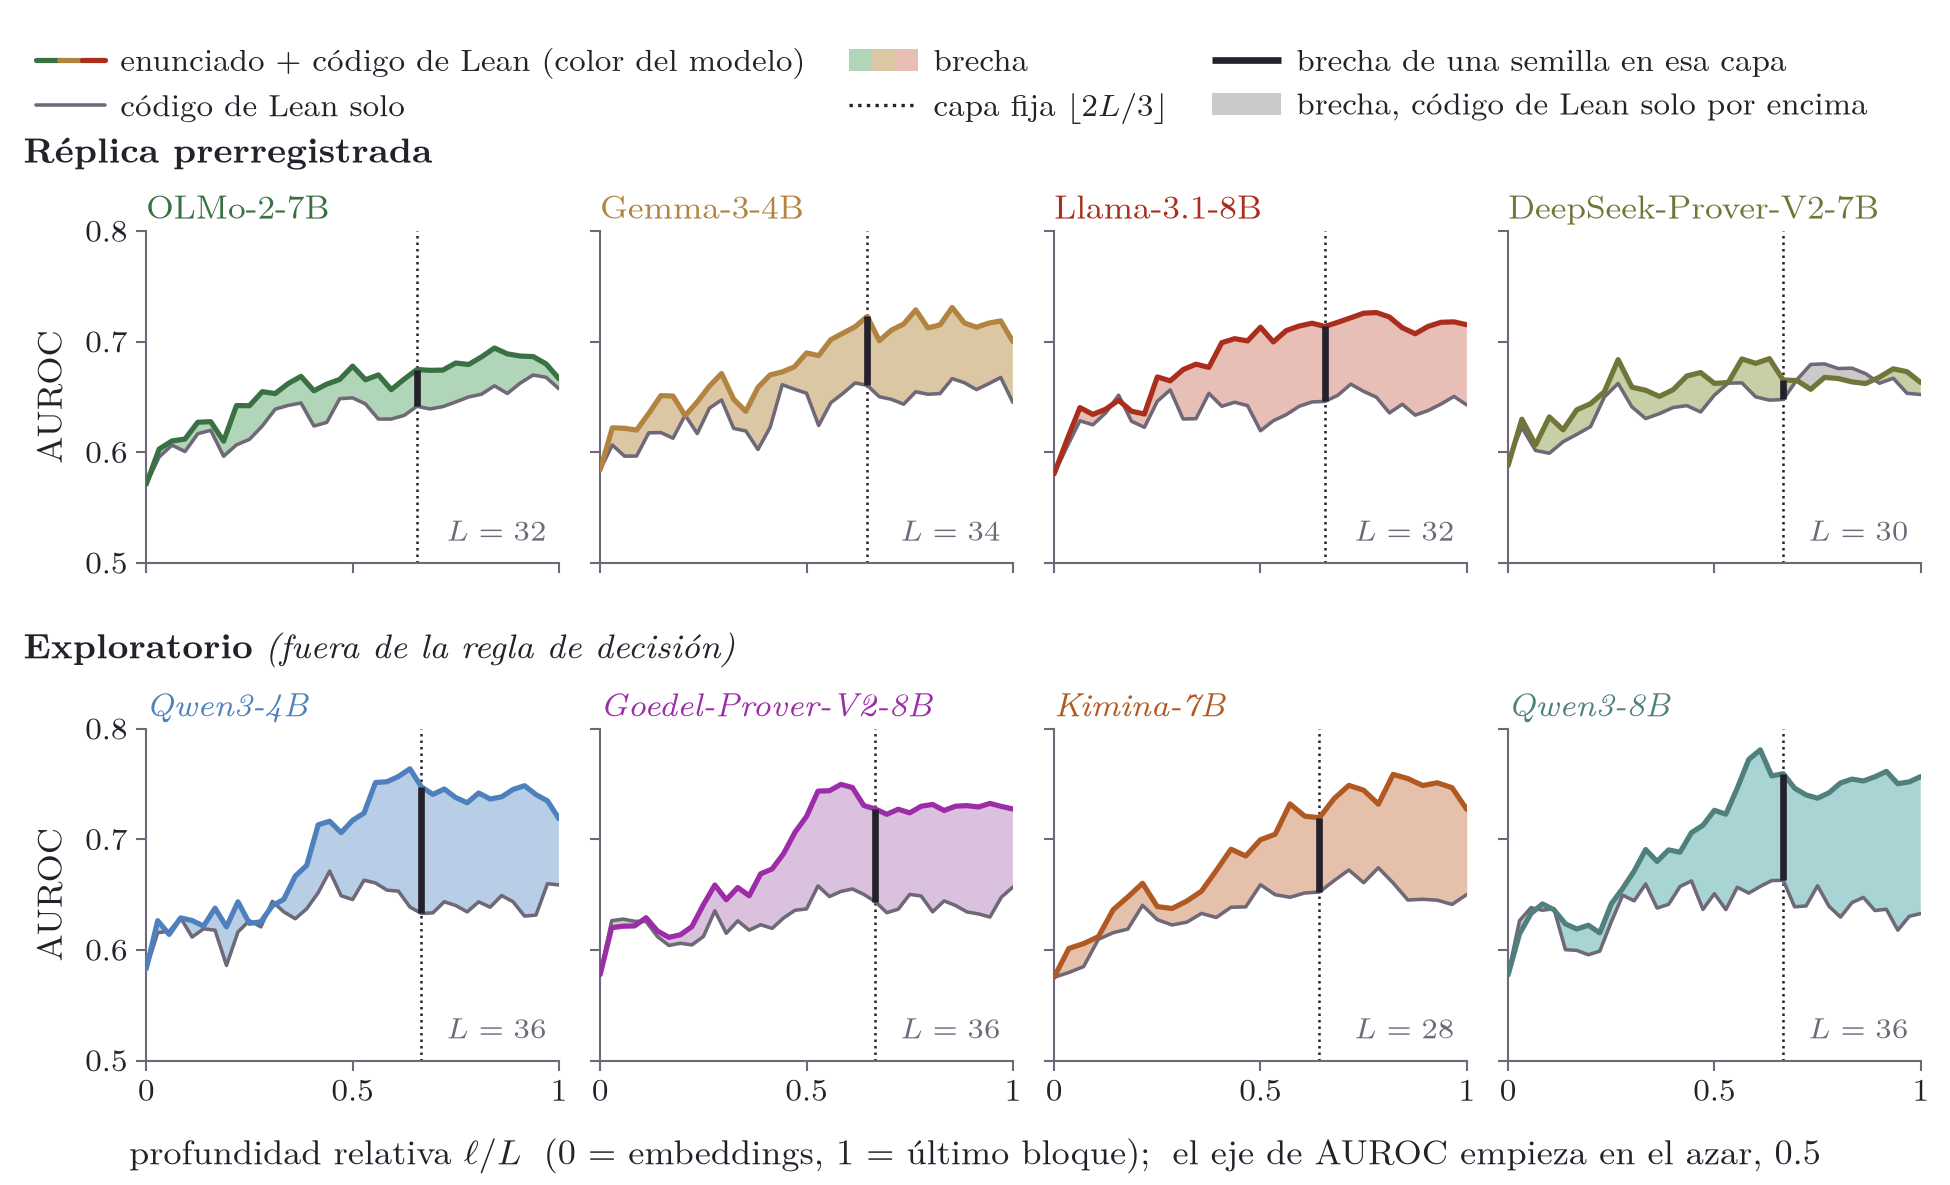 enunciado + código de Lean (color del modelo)
brecha
brecha de una semilla en esa capa
código de Lean solo
capa fija ⌊2L/3⌋
brecha, código de Lean solo por encima
Réplica prerregistrada
OLMo-2-7B
Gemma-3-4B
Llama-3.1-8B
DeepSeek-Prover-V2-7B
0.8
0.7
0.6
0.5
AUROC
L = 32
L = 34
L = 32
L = 30
Exploratorio (fuera de la regla de decisión)
Qwen3-4B
Goedel-Prover-V2-8B
Kimina-7B
Qwen3-8B
0.8
0.7
0.6
0.5
AUROC
L = 36
L = 36
L = 28
L = 36
0 0.5 1
0 0.5 1
0 0.5 1
0 0.5 1
profundidad relativa ℓ/L (0 = embeddings, 1 = último bloque); el eje de AUROC empieza en el azar, 0.5